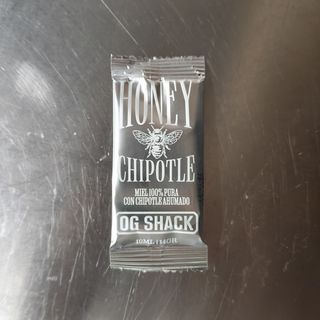 HONEY
CHIPOTLE
MIEL 100% PURA
CON CHIPOTLE AHUMADO
OG SHACK